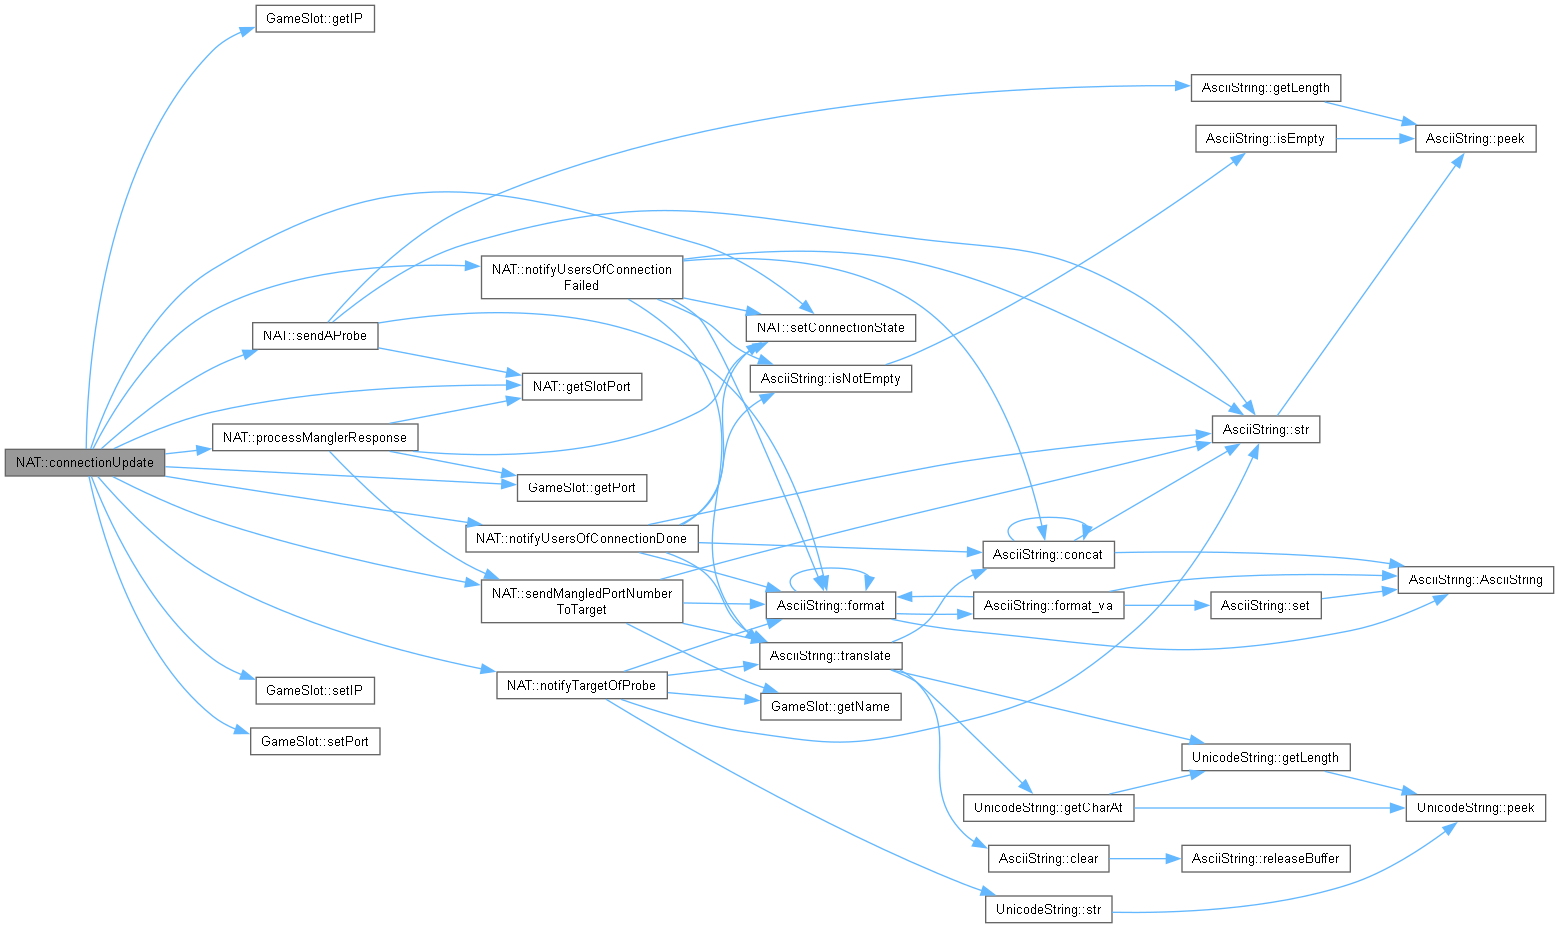 GameSlot::getIP
AsciiString::getLength
AsciiString::isEmpty
AsciiString::peek
NAT::notifyUsersOfConnection
Failed
NAT::setConnectionState
NAT::sendAProbe
AsciiString::isNotEmpty
NAT::getSlotPort
AsciiString::str
NAT::processManglerResponse
NAT::connectionUpdate
GameSlot::getPort
NAT::notifyUsersOfConnectionDone
AsciiString::concat
AsciiString::AsciiString
NAT::sendMangledPortNumber
ToTarget
AsciiString::format
AsciiString::format_va
AsciiString::set
AsciiString::translate
NAT::notifyTargetOfProbe
GameSlot::setIP
GameSlot::getName
GameSlot::setPort
UnicodeString::getLength
UnicodeString::getCharAt
UnicodeString::peek
AsciiString::clear
AsciiString::releaseBuffer
UnicodeString::str